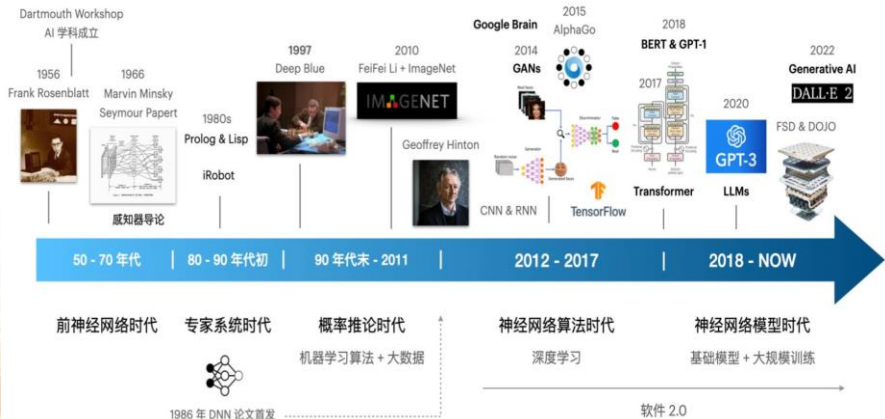 Dartmouth Workshop
AI 学科成立
1956
Frank Rosenblatt
1966
Marvin Minsky
Seymour Papert
感知器导论
1980s
Prolog & Lisp
iRobot
1997
Deep Blue
2010
FeiFei Li + ImageNet
IMAGENET
Geoffrey Hinton
Google Brain
2014
GANs
2015
AlphaGo
CNN & RNN
TensorFlow
2018
BERT & GPT-1
2017
Transformer
2020
GPT-3
LLMs
2022
Generative AI
DALL·E 2
FSD & DOJO
50 - 70 年代
80 - 90 年代初
90 年代末 - 2011
2012 - 2017
2018 - NOW
前神经网络时代
专家系统时代
概率推论时代
神经网络算法时代
神经网络模型时代
机器学习算法 + 大数据
深度学习
基础模型 + 大规模训练
1986 年 DNN 论文首发
软件 2.0